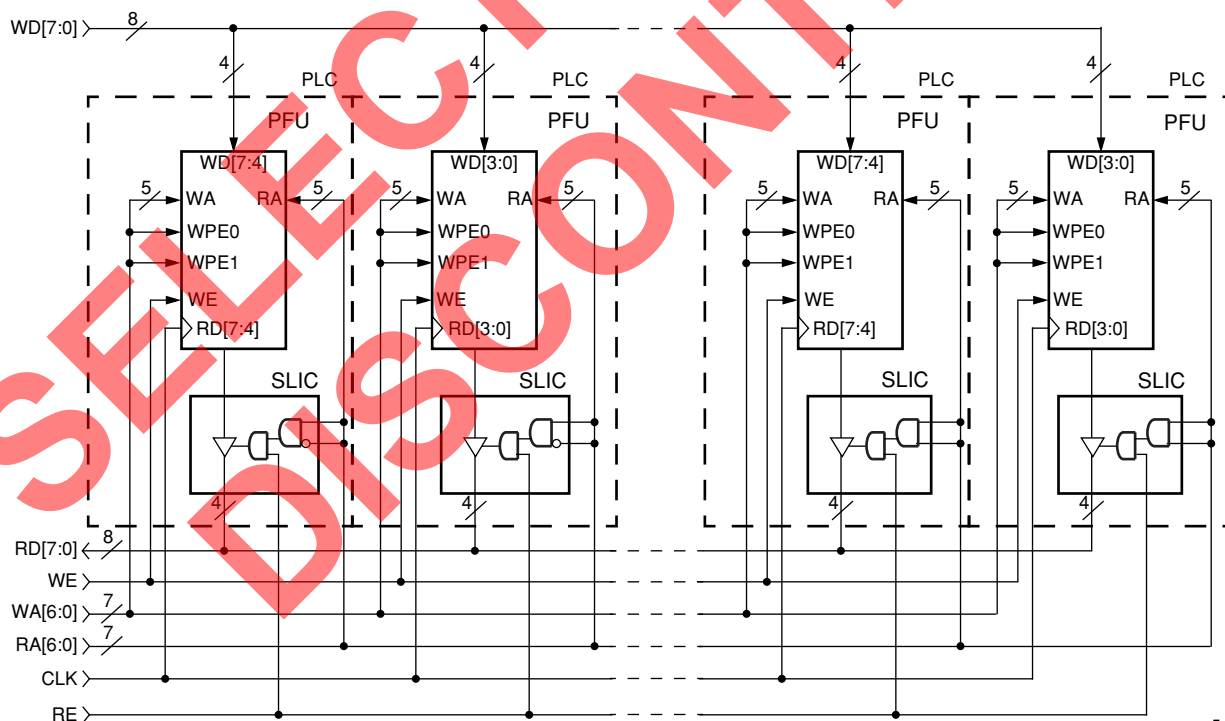 WD[7:0] 8
4 4 4 4
PLC PLC PLC PLC
PFU PFU PFU PFU
WD[7:4] WD[3:0] WD[7:4] WD[3:0]
5 WA RA 5 5 WA RA 5 5 WA RA 5 5 WA RA 5
WPE0 WPE0 WPE0 WPE0
WPE1 WPE1 WPE1 WPE1
WE WE WE WE
RD[7:4] RD[3:0] RD[7:4] RD[3:0]
SLIC SLIC SLIC SLIC
4 4 4 4
RD[7:0] 8
WE
WA[6:0] 7
RA[6:0] 7
CLK
RE
SELECT
DISCONT